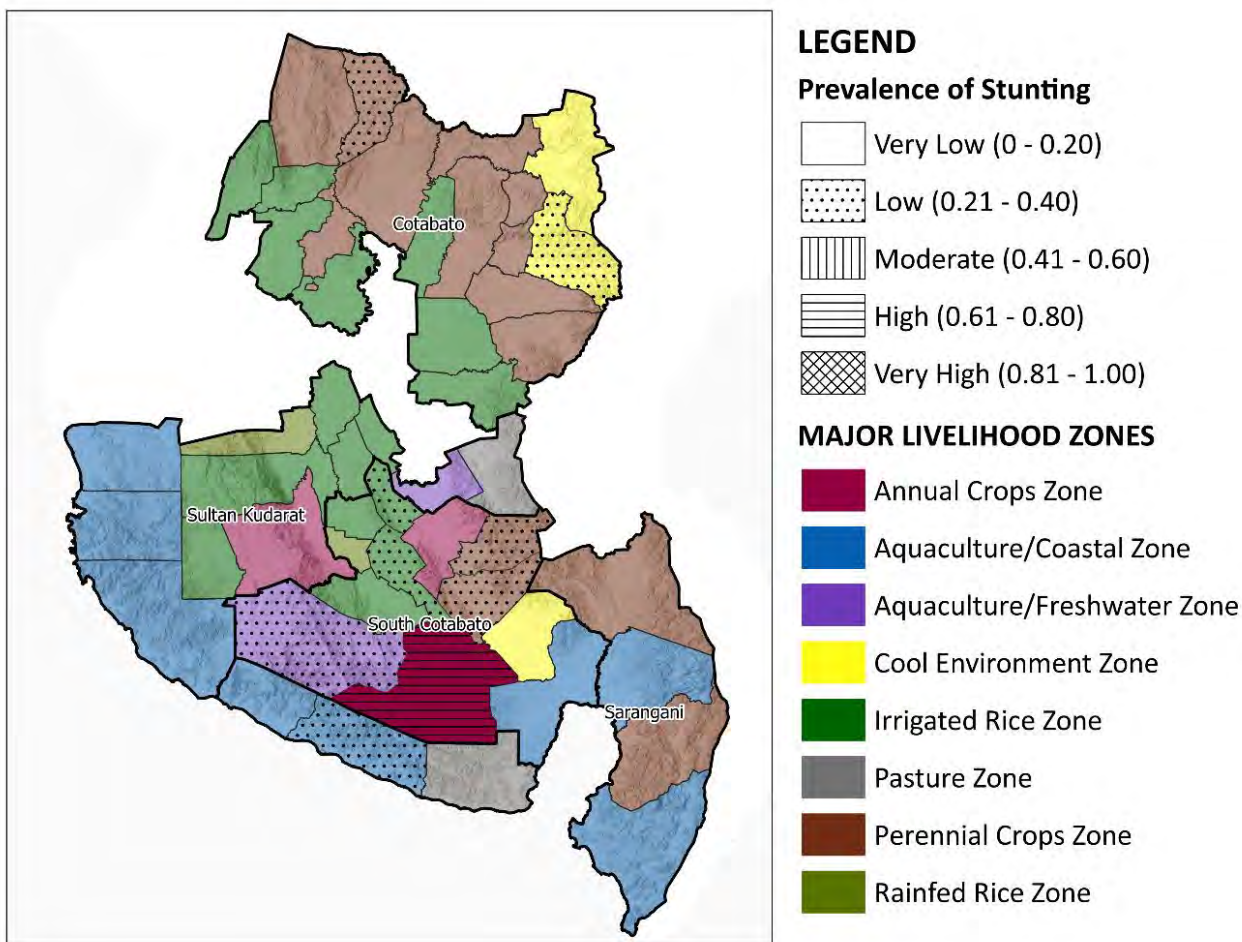 Cotabato
Sultan Kudarat
South Cotabato
Sarangani
LEGEND
Prevalence of Stunting
Very Low (0 - 0.20)
Low (0.21 - 0.40)
Moderate (0.41 - 0.60)
High (0.61 - 0.80)
Very High (0.81 - 1.00)
MAJOR LIVELIHOOD ZONES
Annual Crops Zone
Aquaculture/Coastal Zone
Aquaculture/Freshwater Zone
Cool Environment Zone
Irrigated Rice Zone
Pasture Zone
Perennial Crops Zone
Rainfed Rice Zone